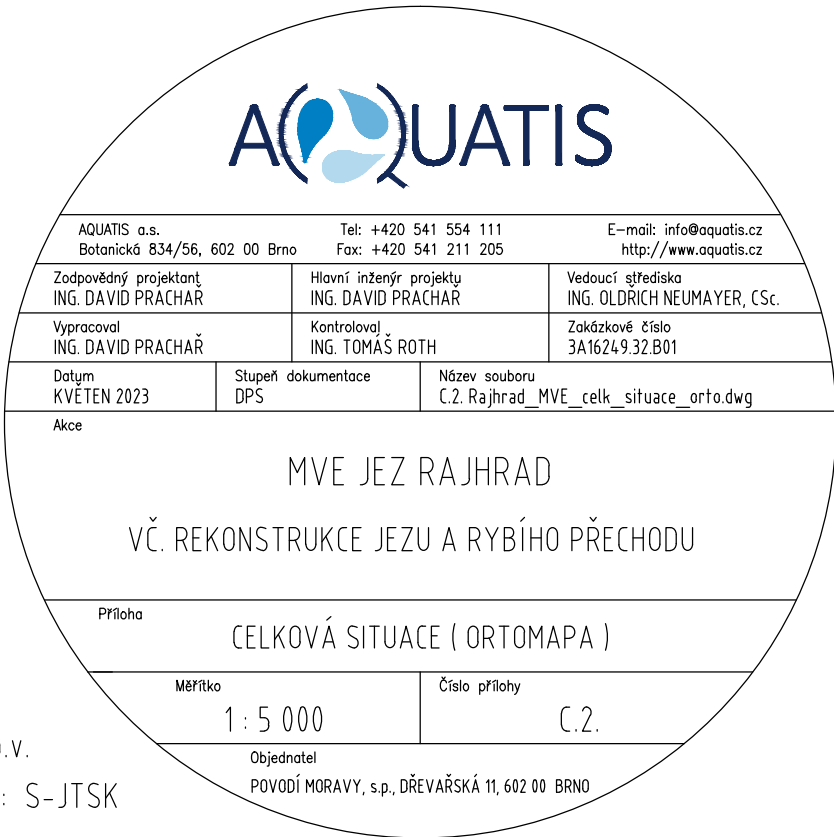 AQUATIS
AQUATIS a.s. Tel: +420 541 554 111 E-mail: info@aquatis.cz
Botanická 834/56, 602 00 Brno Fax: +420 541 211 205 http://www.aquatis.cz
Zodpovědný projektant Hlavní inženýr projektu Vedoucí střediska
ING. DAVID PRACHAŘ ING. DAVID PRACHAŘ ING. OLDŘICH NEUMAYER, CSc.
Vypracoval Kontroloval Zakázkové číslo
ING. DAVID PRACHAŘ ING. TOMÁŠ ROTH 3A16249.32.B01
Datum Stupeň dokumentace Název souboru
KVĚTEN 2023 DPS C.2. Rajhrad_MVE_celk_situace_orto.dwg
Akce
MVE JEZ RAJHRAD
VČ. REKONSTRUKCE JEZU A RYBÍHO PŘECHODU
Příloha
CELKOVÁ SITUACE ( ORTOMAPA )
Měřítko Číslo přílohy
1 : 5 000 C.2.
Objednatel
POVODÍ MORAVY, s.p., DŘEVAŘSKÁ 11, 602 00 BRNO
.V.
: S-JTSK